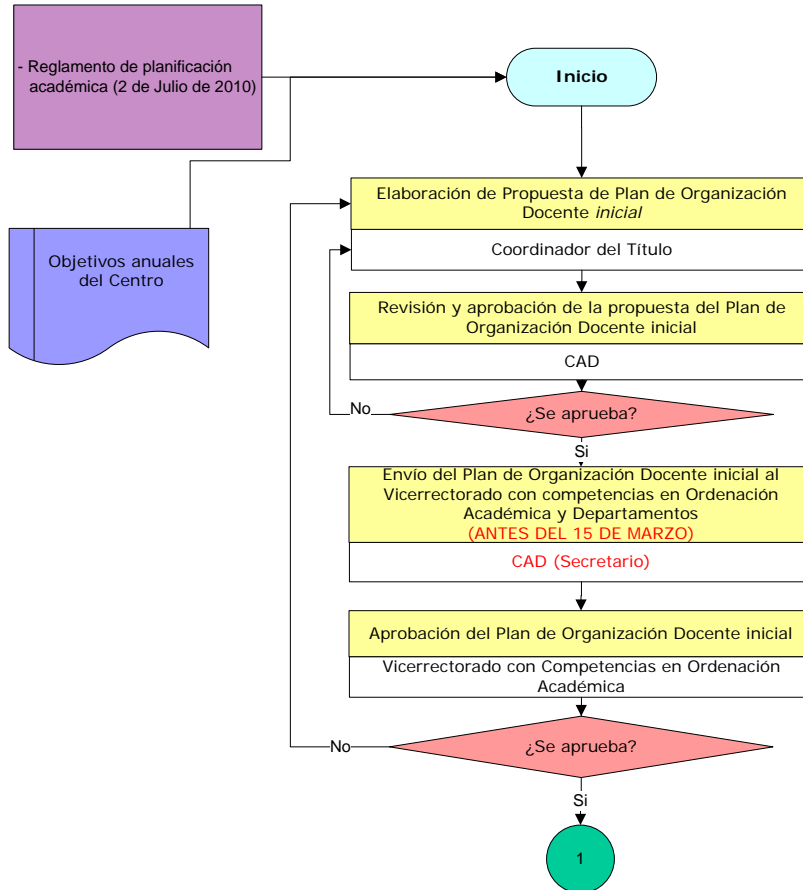 - Reglamento de planificación
académica (2 de Julio de 2010)
Inicio
Objetivos anuales
del Centro
Elaboración de Propuesta de Plan de Organización
Docente inicial
Coordinador del Título
Revisión y aprobación de la propuesta del Plan de
Organización Docente inicial
CAD
¿Se aprueba?
No
Si
Envío del Plan de Organización Docente inicial al
Vicerrectorado con competencias en Ordenación
Académica y Departamentos
(ANTES DEL 15 DE MARZO)
CAD (Secretario)
Aprobación del Plan de Organización Docente inicial
Vicerrectorado con Competencias en Ordenación
Académica
¿Se aprueba?
No
Si
1